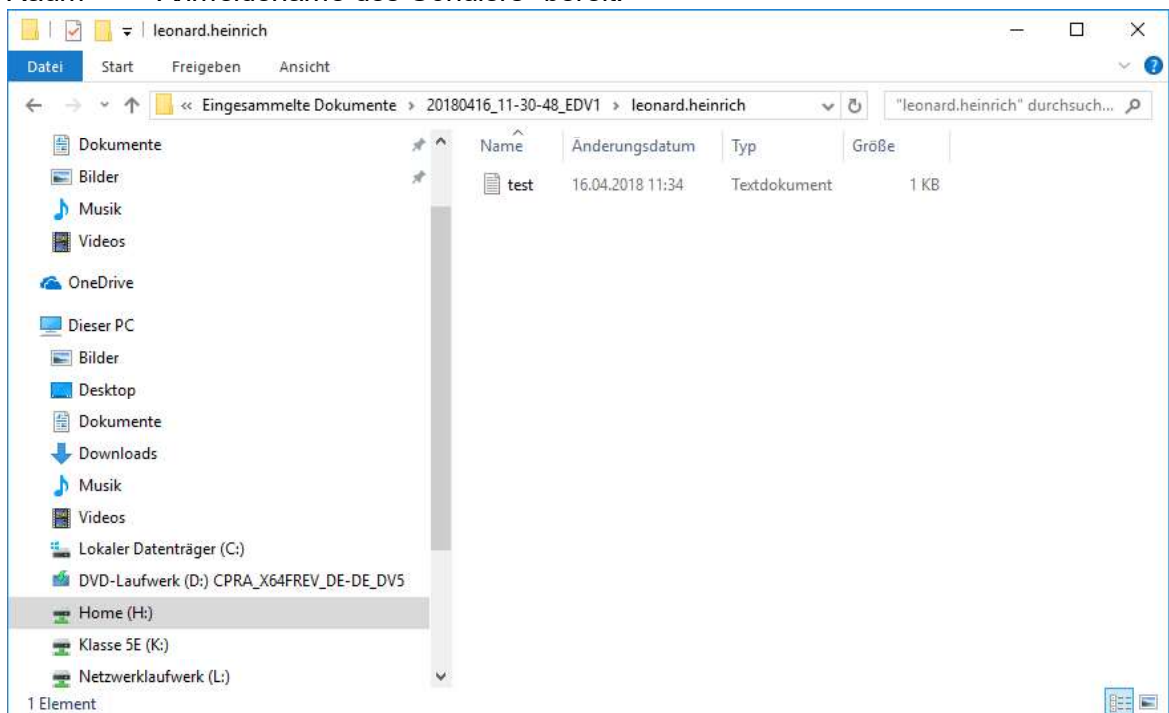 leonard.heinrich
Datei Start Freigeben Ansicht
« Eingesammelte Dokumente › 20180416_11-30-48_EDV1 › leonard.heinrich "leonard.heinrich" durchsuch...
Dokumente
Bilder
Musik
Videos
OneDrive
Dieser PC
Bilder
Desktop
Dokumente
Downloads
Musik
Videos
Lokaler Datenträger (C:)
DVD-Laufwerk (D:) CPRA_X64FREV_DE-DE_DV5
Home (H:)
Klasse 5E (K:)
Netzwerklaufwerk (L:)
Name Änderungsdatum Typ Größe
test 16.04.2018 11:34 Textdokument 1 KB
1 Element